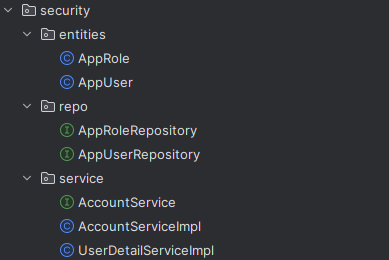 security
entities
AppRole
AppUser
repo
AppRoleRepository
AppUserRepository
service
AccountService
AccountServiceImpl
UserDetailServiceImpl